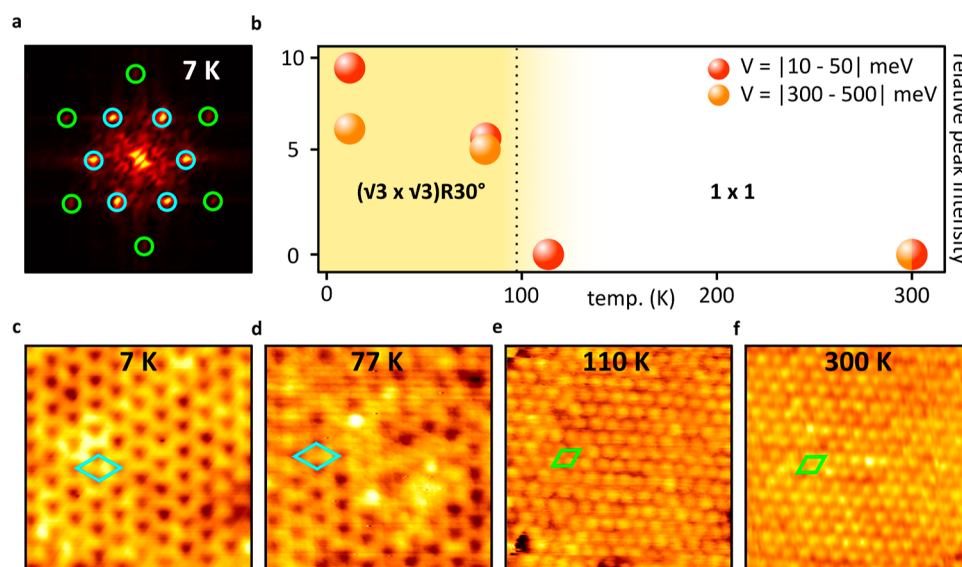 a
7 K
b
10
5
0
V = |10 - 50| meV
V = |300 - 500| meV
(√3 x √3)R30°
1 x 1
relative peak intensity
0
100
temp. (K)
200
300
c
7 K
d
77 K
e
110 K
f
300 K